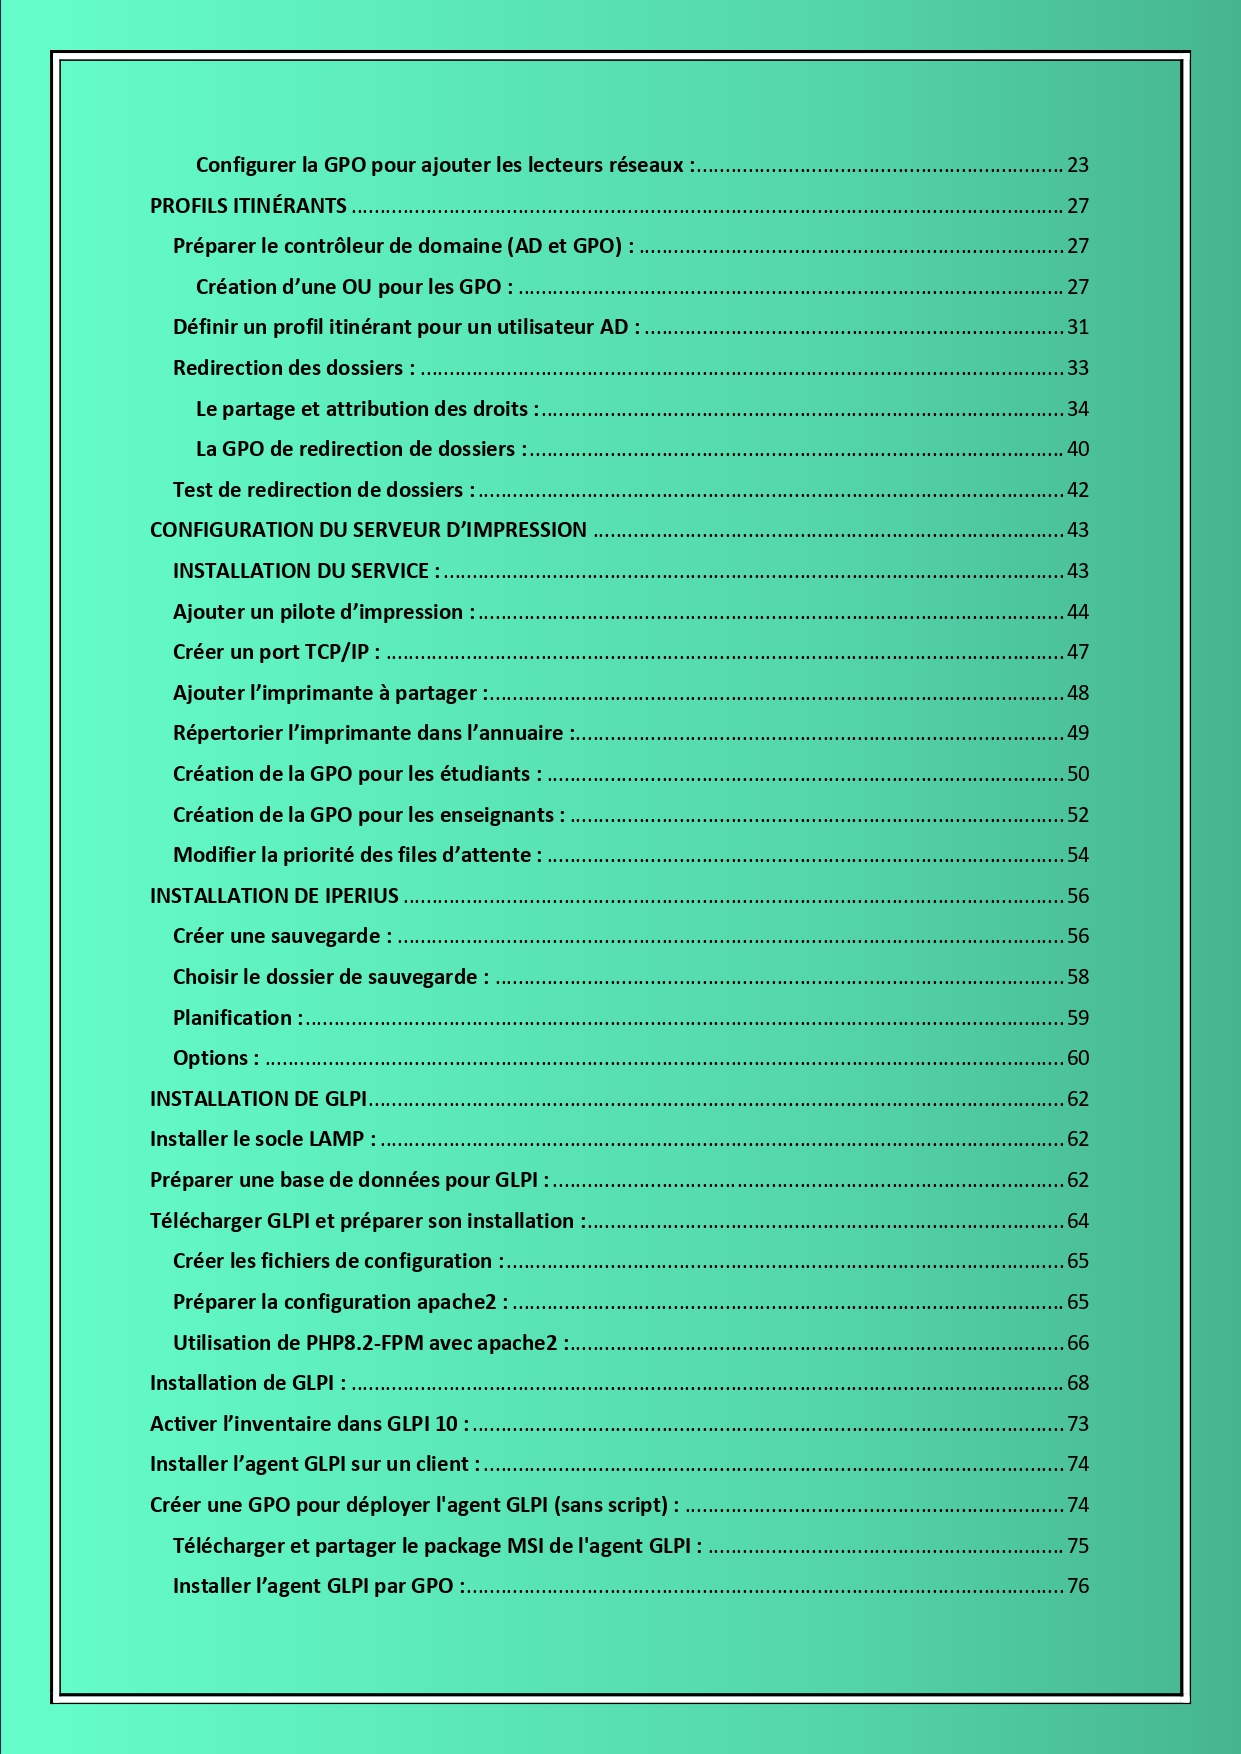 Configurer la GPO pour ajouter les lecteurs réseaux :.................... 23
PROFILS ITINÉRANTS .................... 27
Préparer le contrôleur de domaine (AD et GPO) : .................... 27
Création d’une OU pour les GPO : .................... 27
Définir un profil itinérant pour un utilisateur AD : .................... 31
Redirection des dossiers : .................... 33
Le partage et attribution des droits :.................... 34
La GPO de redirection de dossiers :.................... 40
Test de redirection de dossiers :.................... 42
CONFIGURATION DU SERVEUR D’IMPRESSION .................... 43
INSTALLATION DU SERVICE :.................... 43
Ajouter un pilote d’impression :.................... 44
Créer un port TCP/IP : .................... 47
Ajouter l’imprimante à partager :.................... 48
Répertorier l’imprimante dans l’annuaire :.................... 49
Création de la GPO pour les étudiants : .................... 50
Création de la GPO pour les enseignants : .................... 52
Modifier la priorité des files d’attente : .................... 54
INSTALLATION DE IPERIUS .................... 56
Créer une sauvegarde : .................... 56
Choisir le dossier de sauvegarde : .................... 58
Planification :.................... 59
Options : .................... 60
INSTALLATION DE GLPI.................... 62
Installer le socle LAMP : .................... 62
Préparer une base de données pour GLPI :.................... 62
Télécharger GLPI et préparer son installation :.................... 64
Créer les fichiers de configuration :.................... 65
Préparer la configuration apache2 : .................... 65
Utilisation de PHP8.2-FPM avec apache2 :.................... 66
Installation de GLPI : .................... 68
Activer l’inventaire dans GLPI 10 :.................... 73
Installer l’agent GLPI sur un client :.................... 74
Créer une GPO pour déployer l'agent GLPI (sans script) : .................... 74
Télécharger et partager le package MSI de l'agent GLPI : .................... 75
Installer l’agent GLPI par GPO :.................... 76